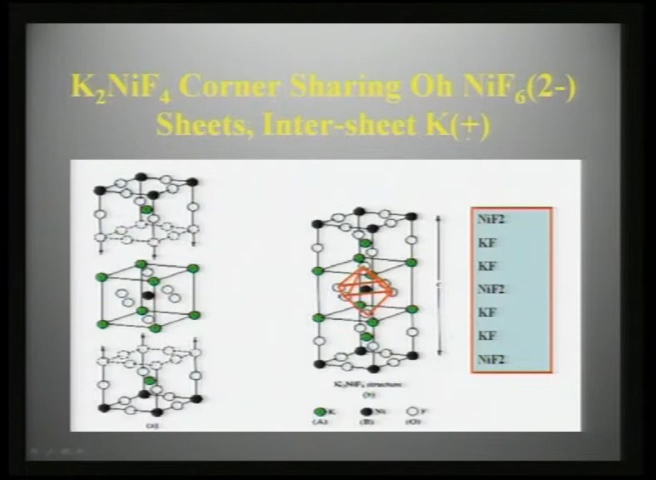 K₂NiF₄ Corner Sharing Oh NiF₆(2-)
Sheets, Inter-sheet K(+)
NiF2
KF
KF
NiF2
KF
KF
NiF2
c
K₂NiF₄ structure
(a)
K Ni F
(A) (B) (O)